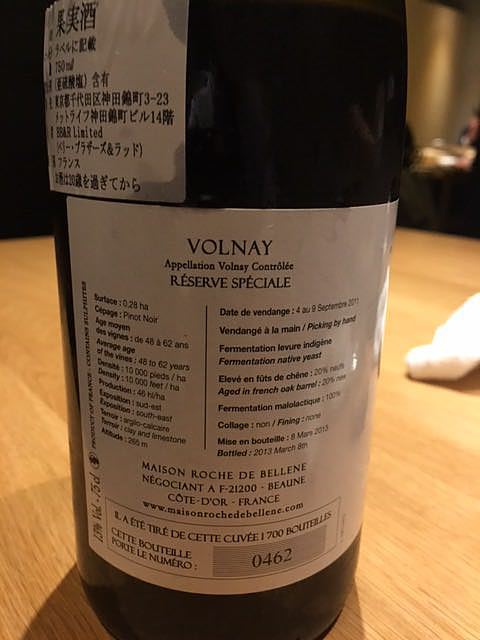 果実酒
ラベルに記載
750㎖
(亜硫酸塩)含有
東京都千代田区神田錦町3-23
メットライフ神田錦町ビル14階
BB&R Limited
(ベリー・ブラザーズ&ラッド)
フランス
お酒は20歳を過ぎてから
VOLNAY
Appellation Volnay Contrôlée
RÉSERVE SPÉCIALE
Surface : 0,28 ha
Cépage : Pinot Noir
Age moyen
des vignes : de 48 à 62 ans
Average age
of the vines : 48 to 62 years
Densité : 10 000 pieds / ha
Density : 10 000 feet / ha
Production : 46 hl/ha
Exposition : sud-est
Exposition : south-east
Terroir : argilo-calcaire
Terroir : clay and limestone
Altitude : 265 m
Date de vendange : 4 au 9 Septembre 2011
Vendangé à la main / Picking by hand
Fermentation levure indigène
Fermentation native yeast
Elevé en fûts de chêne : 20% neufs
Aged in french oak barrel : 20% new
Fermentation malolactique : 100%
Collage : non / Fining : none
Mise en bouteille : 8 Mars 2013
Bottled : 2013 March 8th
PRODUCT OF FRANCE - CONTAINS SULPHITES
13% Vol. - 75 cl
MAISON ROCHE DE BELLENE
NÉGOCIANT A F-21200 - BEAUNE
CÔTE-D'OR - FRANCE
www.maisonrochedebellene.com
IL A ÉTÉ TIRÉ DE CETTE CUVÉE 1 700 BOUTEILLES
CETTE BOUTEILLE
PORTE LE NUMÉRO : 0462